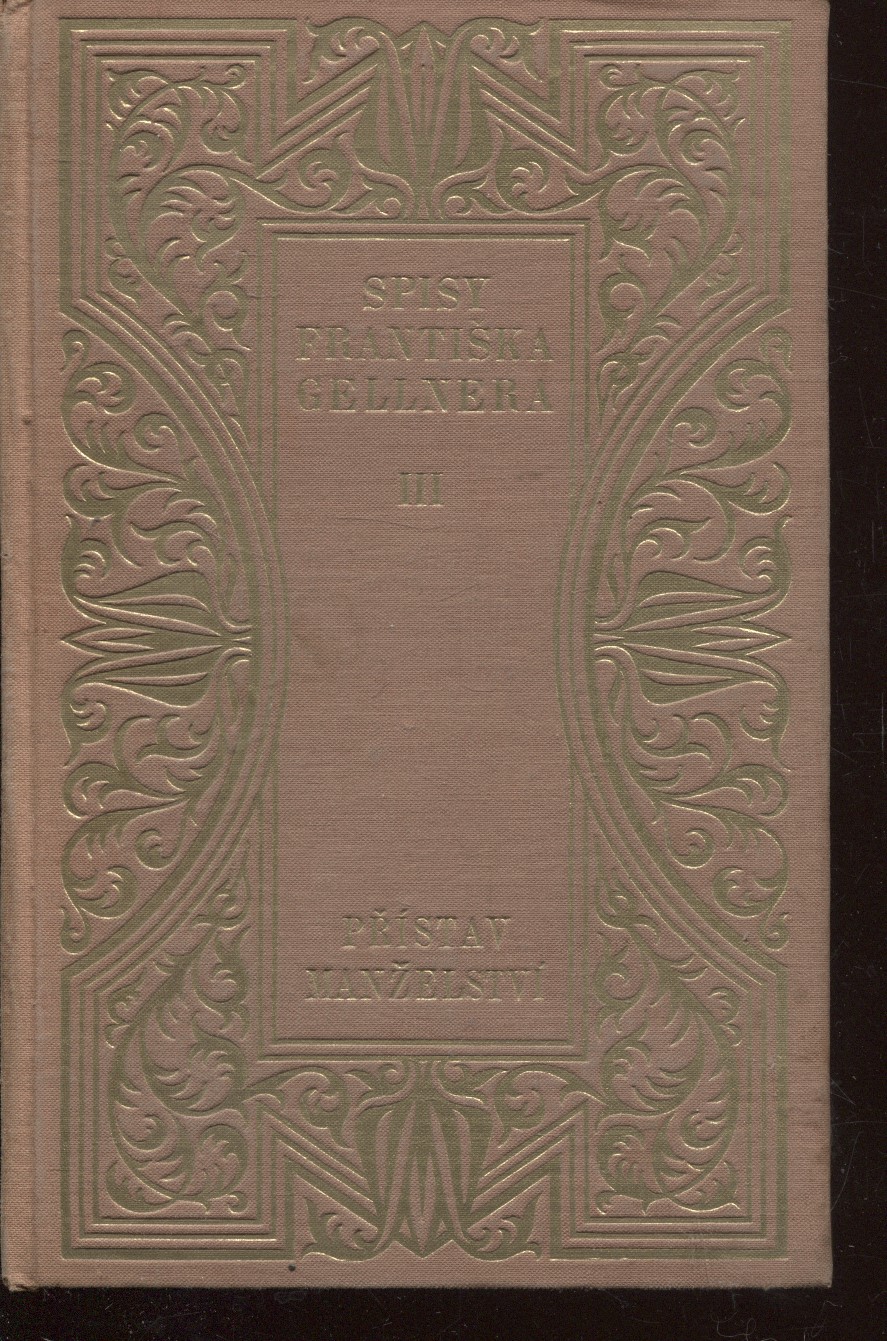 SPISY
FRANTIŠKA
GELLNERA
III
PŘÍSTAV
MANŽELSTVÍ